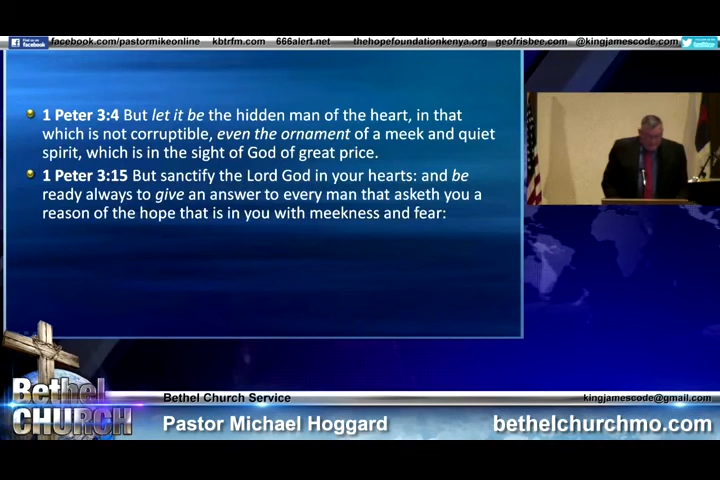 facebook.com/pastormikeonline kbtrfm.com 666alert.net thehopefoundationkenya.org geofrisbee.com @kingjamescode.com
1 Peter 3:4 But let it be the hidden man of the heart, in that
which is not corruptible, even the ornament of a meek and quiet
spirit, which is in the sight of God of great price.
1 Peter 3:15 But sanctify the Lord God in your hearts: and be
ready always to give an answer to every man that asketh you a
reason of the hope that is in you with meekness and fear:
Bethel
CHURCH
Bethel Church Service kingjamescode@gmail.com
Pastor Michael Hoggard bethelchurchmo.com